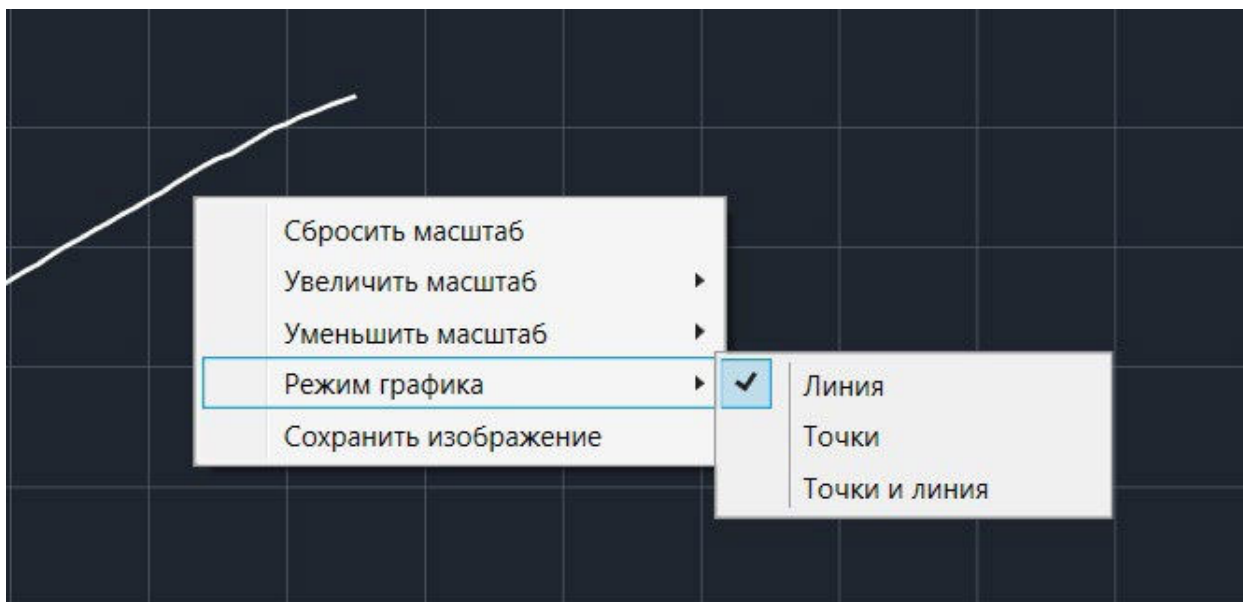 Сбросить масштаб
Увеличить масштаб
Уменьшить масштаб
Режим графика
Сохранить изображение
Линия
Точки
Точки и линия